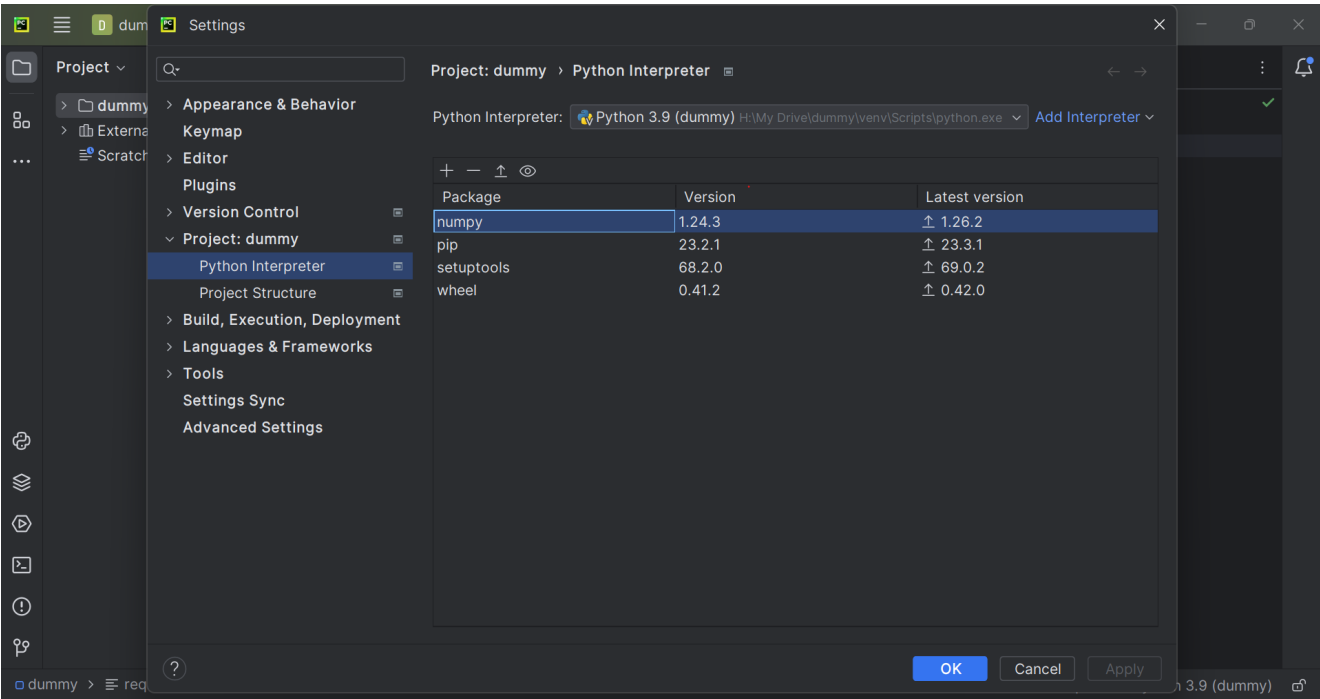 PC
D dum
PC Settings
Project
dummy
Externa
Scratch
Appearance & Behavior
Keymap
Editor
Plugins
Version Control
Project: dummy
Python Interpreter
Project Structure
Build, Execution, Deployment
Languages & Frameworks
Tools
Settings Sync
Advanced Settings
Project: dummy › Python Interpreter
Python Interpreter: Python 3.9 (dummy) H:\My Drive\dummy\venv\Scripts\python.exe Add Interpreter
Package Version Latest version
numpy 1.24.3 1.26.2
pip 23.2.1 23.3.1
setuptools 68.2.0 69.0.2
wheel 0.41.2 0.42.0
? OK Cancel Apply
dummy > req
3.9 (dummy)